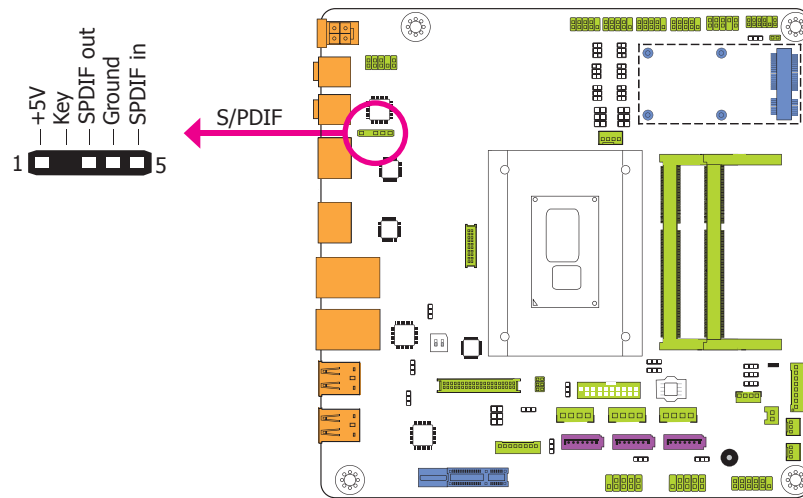 +5V
Key
SPDIF out
Ground
SPDIF in
1
5
S/PDIF